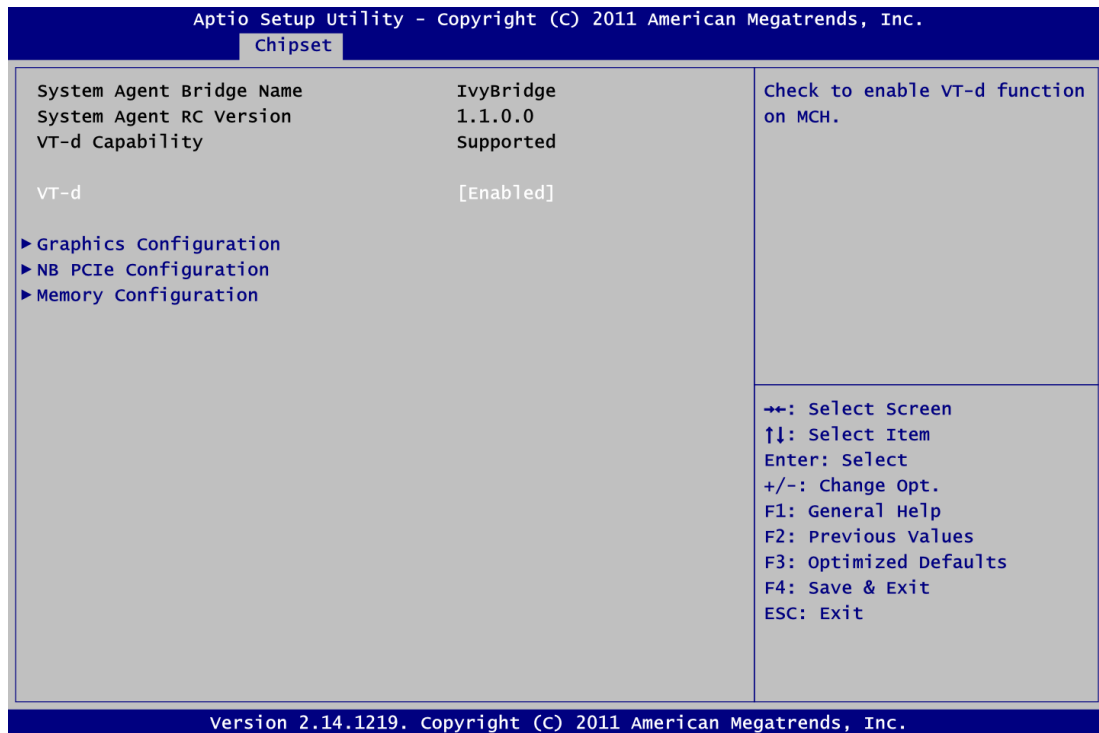 Aptio Setup Utility – Copyright (C) 2011 American Megatrends, Inc.
Chipset
System Agent Bridge Name IvyBridge
System Agent RC Version 1.1.0.0
VT-d Capability Supported
VT-d [Enabled]
▶Graphics Configuration
▶NB PCIe Configuration
▶Memory Configuration
Check to enable VT-d function
on MCH.
→←: Select Screen
↑↓: Select Item
Enter: Select
+/-: Change Opt.
F1: General Help
F2: Previous Values
F3: Optimized Defaults
F4: Save & Exit
ESC: Exit
Version 2.14.1219. Copyright (C) 2011 American Megatrends, Inc.